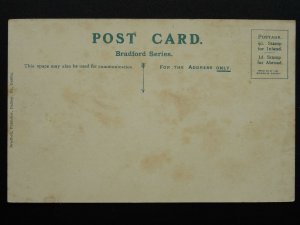 POST CARD.
Bradford Series.
This space may also be used for communication.
FOR THE ADDRESS ONLY.
POSTAGE.
½d. Stamp
for Inland.
1d. Stamp
for Abroad.